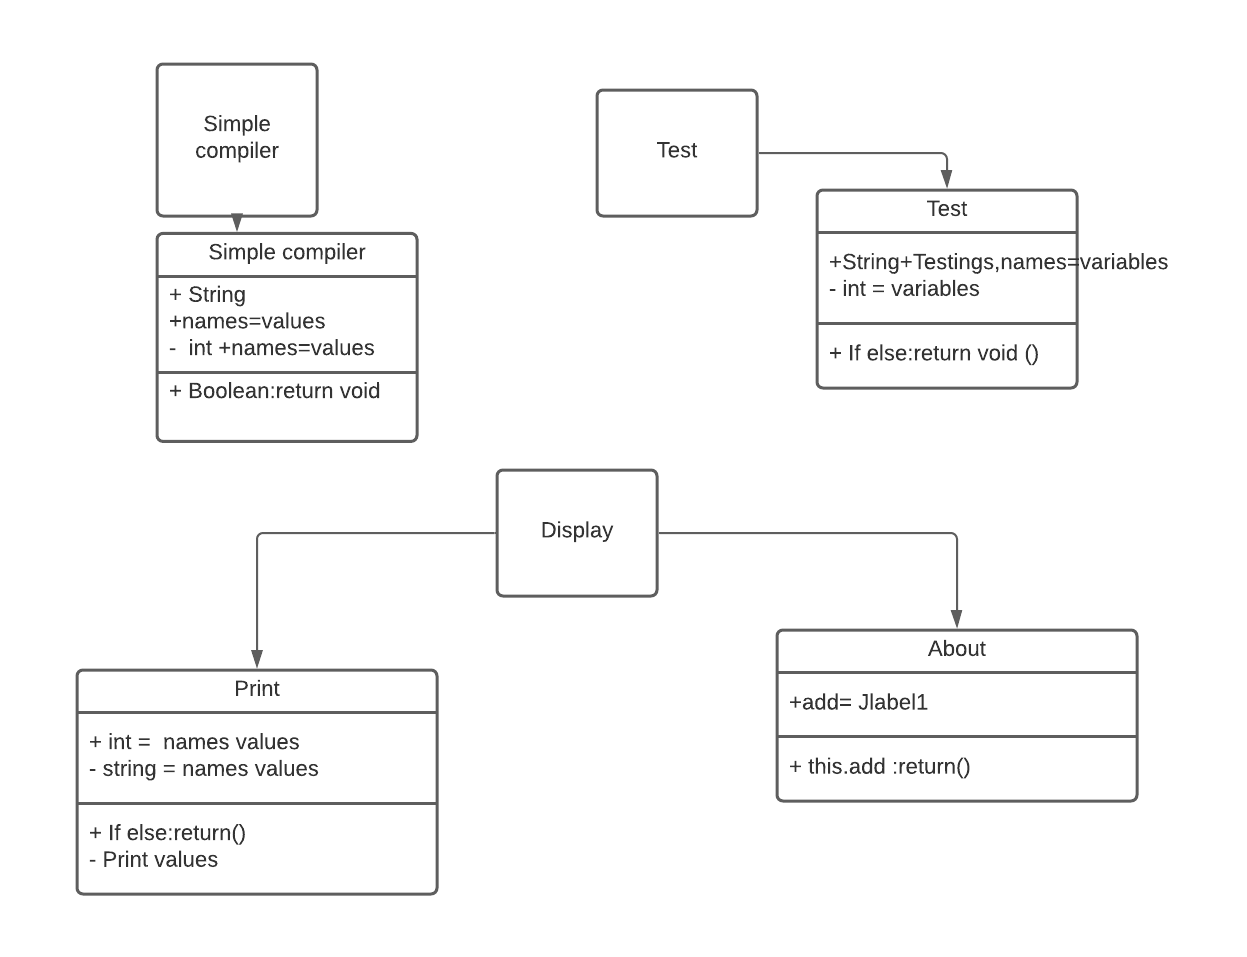 Simple
compiler
Simple compiler
+ String
+names=values
-  int +names=values
+ Boolean:return void
Test
Test
+String+Testings,names=variables
- int = variables
+ If else:return void ()
Display
Print
+ int =  names values
- string = names values
+ If else:return()
- Print values
About
+add= Jlabel1
+ this.add :return()